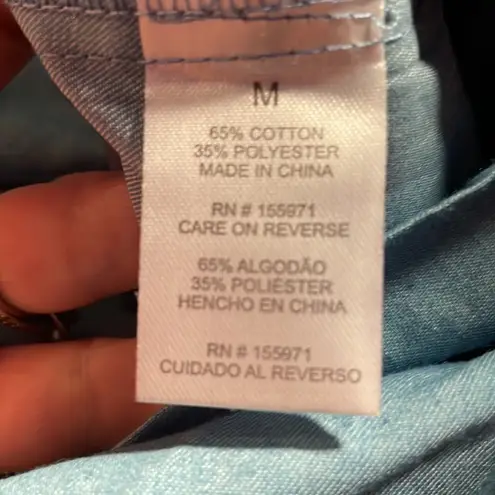 M
65% COTTON
35% POLYESTER
MADE IN CHINA
RN # 155971
CARE ON REVERSE
65% ALGODÃO
35% POLIÉSTER
HENCHO EN CHINA
RN # 155971
CUIDADO AL REVERSO